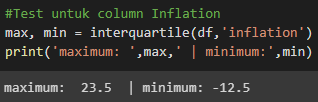 #Test untuk column Inflation
max, min = interquartile(df,'inflation')
print('maximum: ',max,' | minimum:',min)
maximum:  23.5  | minimum: -12.5